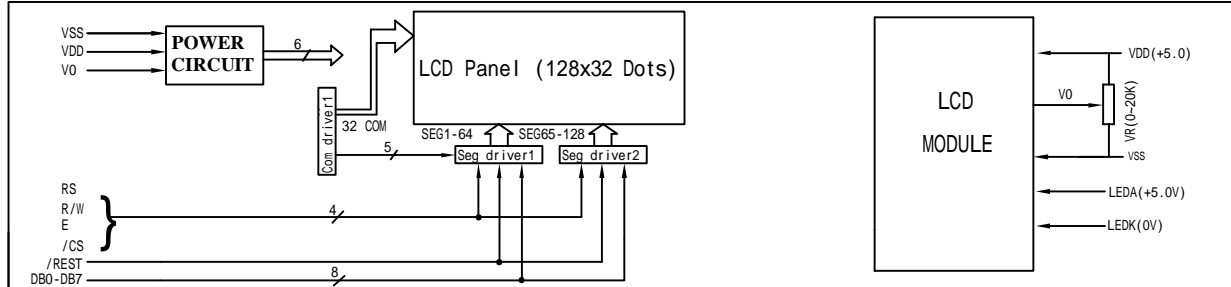 VSS
VDD
V0
POWER
CIRCUIT
6
LCD Panel (128x32 Dots)
Com driver1
32 COM
SEG1-64
SEG65-128
5
Seg driver1
Seg driver2
RS
R/W
E
/CS
4
/REST
DB0-DB7
8
LCD
MODULE
VDD(+5.0)
V0
VR(0~20K)
VSS
LEDA(+5.0V)
LEDK(0V)